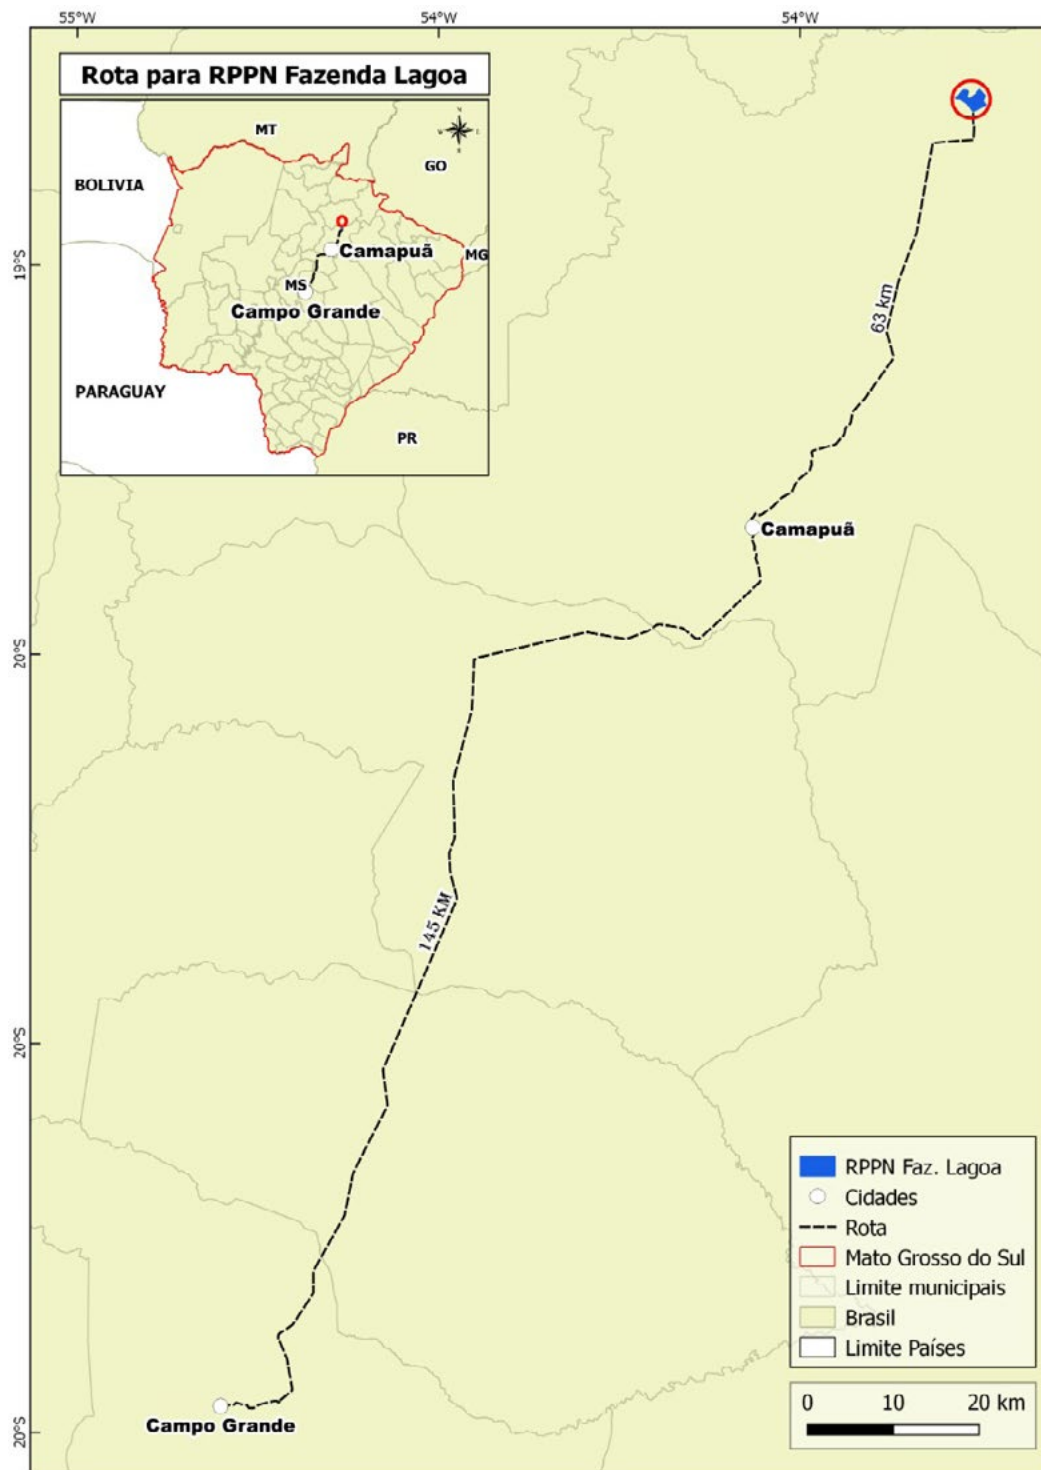 55°W 54°W 54°W
Rota para RPPN Fazenda Lagoa
MT
GO
BOLIVIA
Camapuã
MG
MS
Campo Grande
PARAGUAY
PR
19°S
63 km
Camapuã
20°S
145 KM
20°S
RPPN Faz. Lagoa
Cidades
Rota
Mato Grosso do Sul
Limite municipais
Brasil
Limite Países
0 10 20 km
Campo Grande
20°S